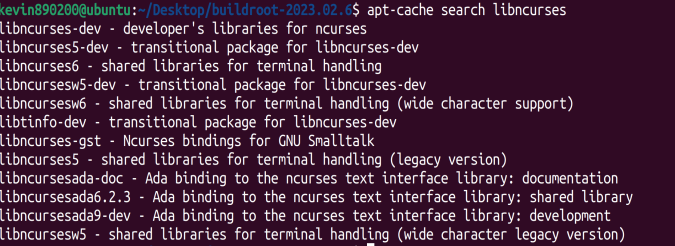 kevin890200@ubuntu:~/Desktop/buildroot-2023.02.6$ apt-cache search libncurses
libncurses-dev - developer's libraries for ncurses
libncurses5-dev - transitional package for libncurses-dev
libncurses6 - shared libraries for terminal handling
libncursesw5-dev - transitional package for libncurses-dev
libncursesw6 - shared libraries for terminal handling (wide character support)
libtinfo-dev - transitional package for libncurses-dev
libncurses-gst - Ncurses bindings for GNU Smalltalk
libncurses5 - shared libraries for terminal handling (legacy version)
libncursesada-doc - Ada binding to the ncurses text interface library: documentation
libncursesada6.2.3 - Ada binding to the ncurses text interface library: shared library
libncursesada9-dev - Ada binding to the ncurses text interface library: development
libncursesw5 - shared libraries for terminal handling (wide character legacy version)